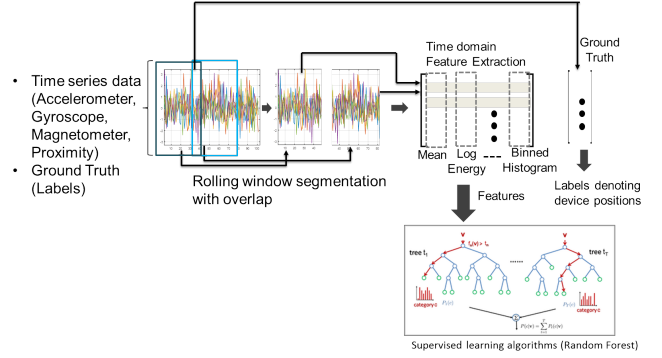 • Time series data
(Accelerometer,
Gyroscope,
Magnetometer,
Proximity)
• Ground Truth
(Labels)
Rolling window segmentation
with overlap
Time domain
Feature Extraction
Mean
Log
Energy
Binned
Histogram
Ground
Truth
Labels denoting
device positions
Features
tree t₁
v
v
tree t_T
......
category c
category c
Supervised learning algorithms (Random Forest)